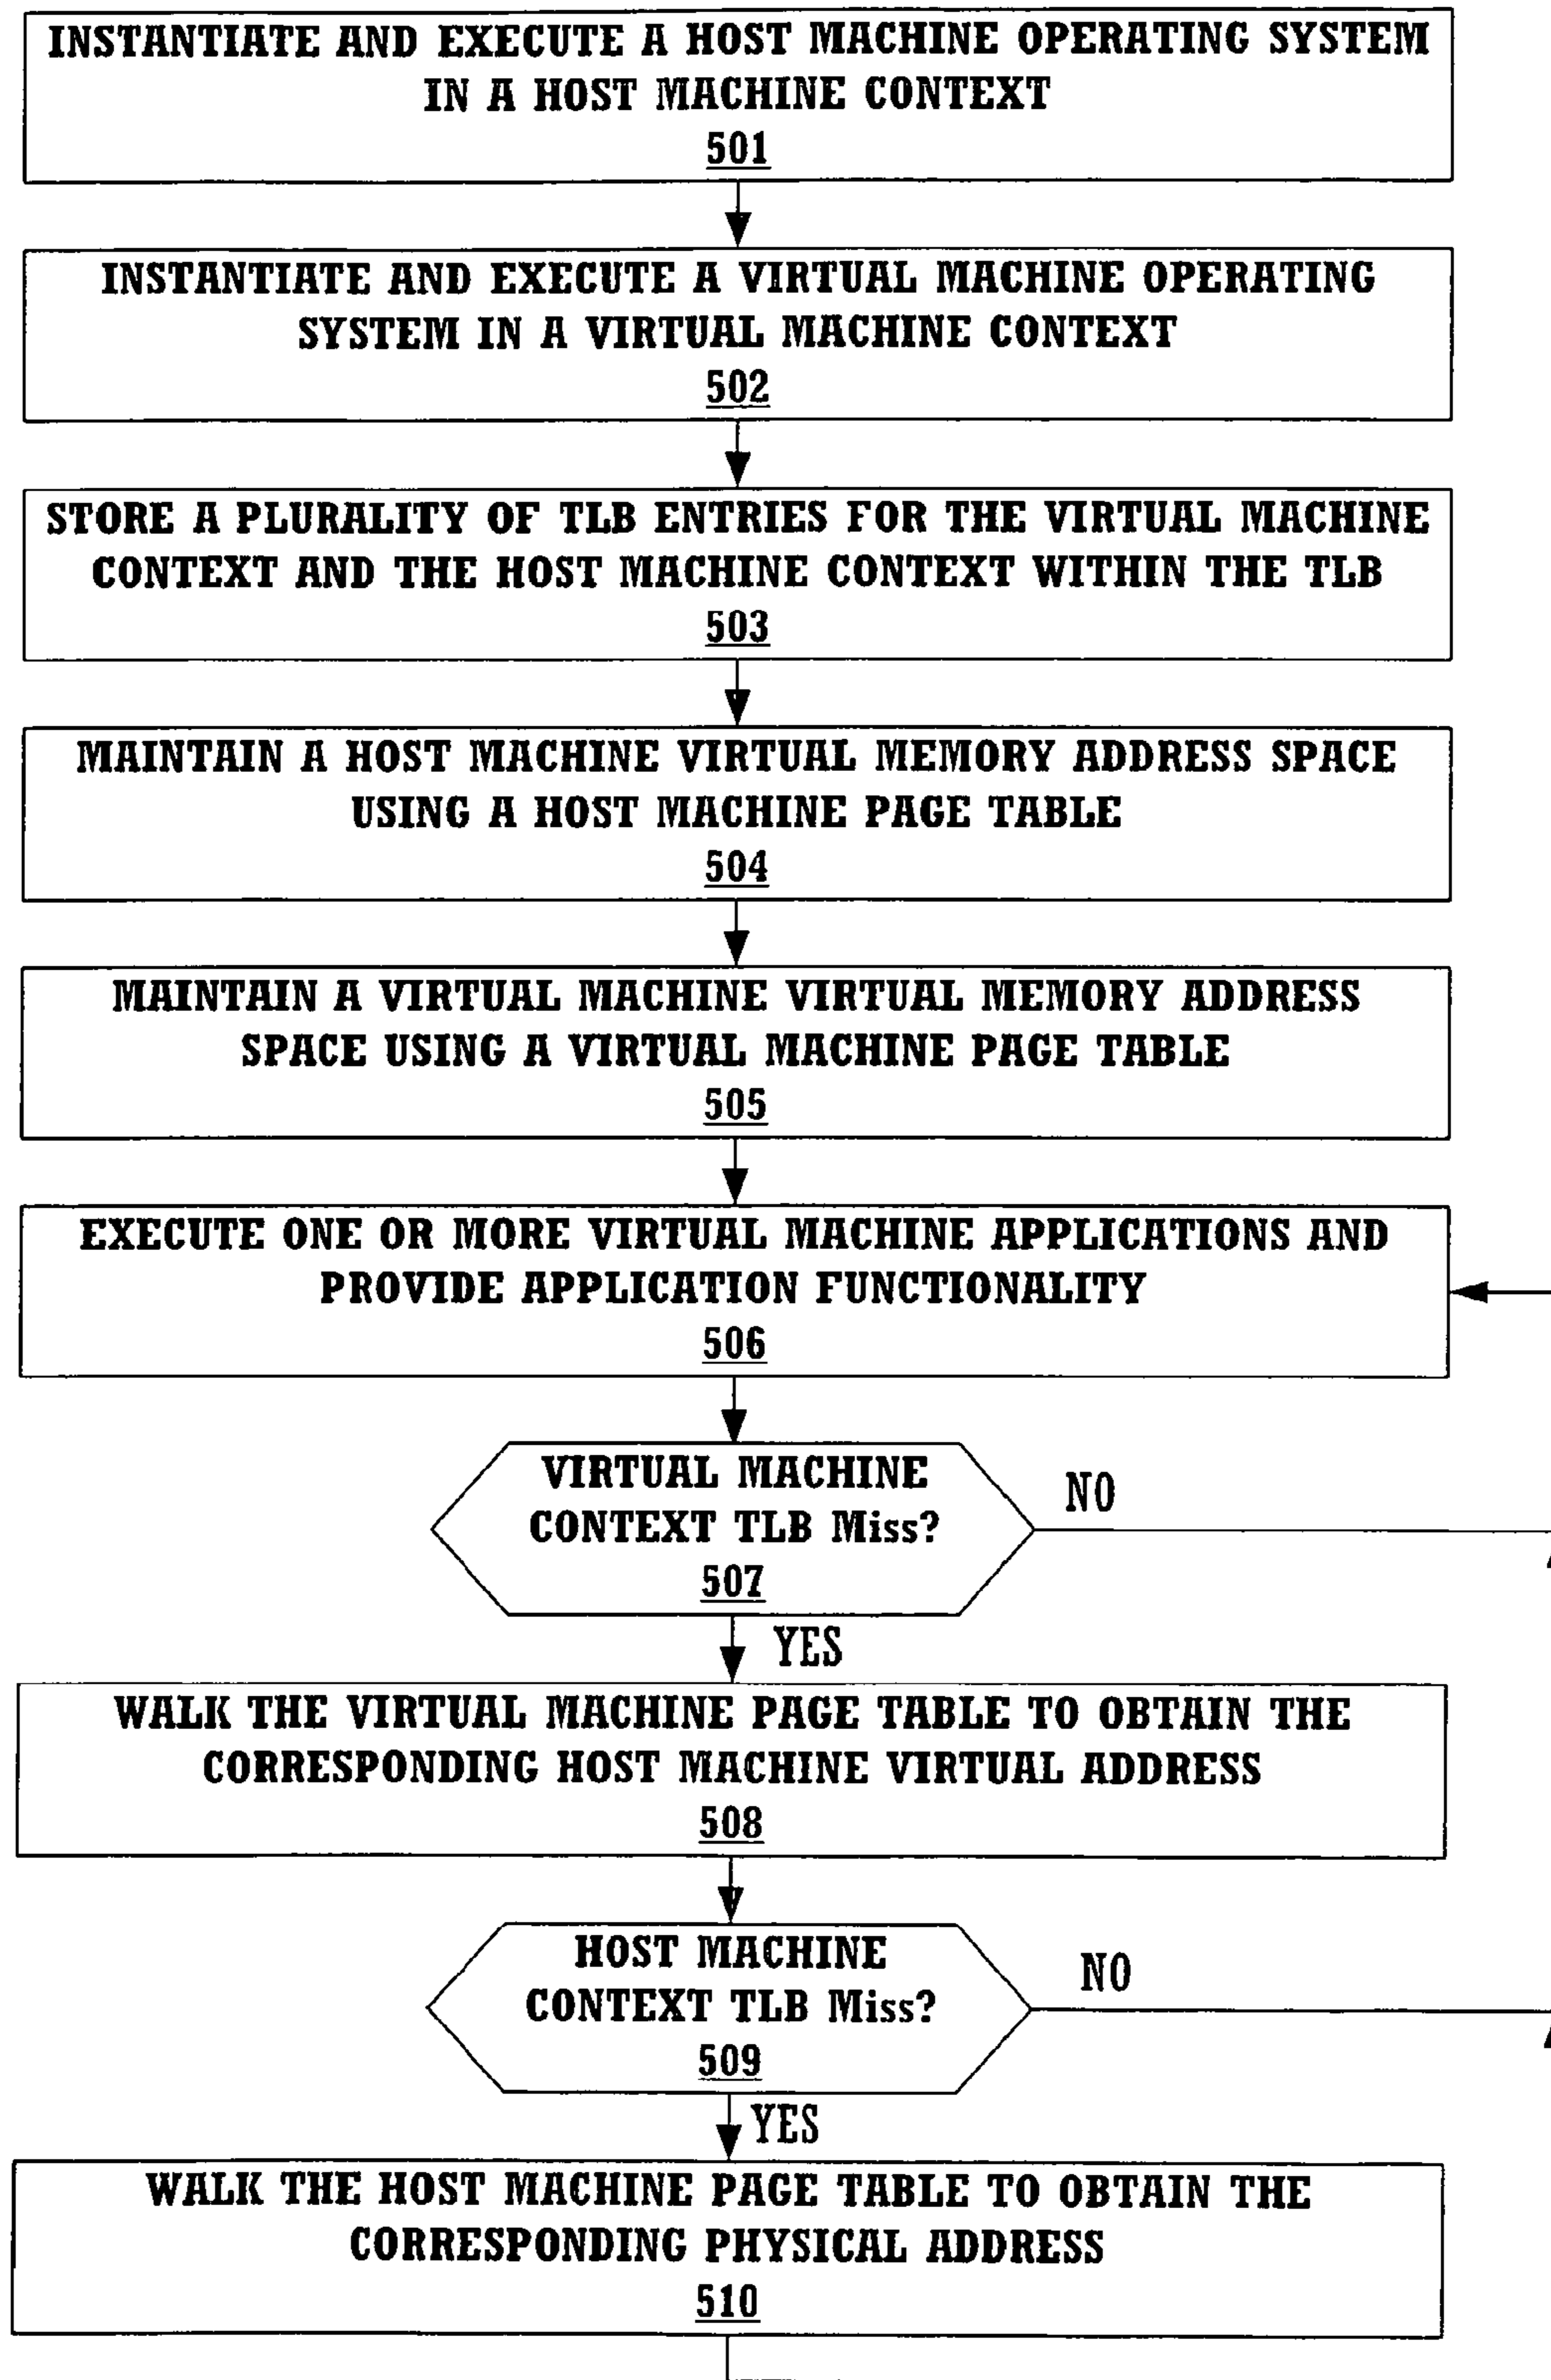 INSTANTIATE AND EXECUTE A HOST MACHINE OPERATING SYSTEM
IN A HOST MACHINE CONTEXT
501
INSTANTIATE AND EXECUTE A VIRTUAL MACHINE OPERATING
SYSTEM IN A VIRTUAL MACHINE CONTEXT
502
STORE A PLURALITY OF TLB ENTRIES FOR THE VIRTUAL MACHINE
CONTEXT AND THE HOST MACHINE CONTEXT WITHIN THE TLB
503
MAINTAIN A HOST MACHINE VIRTUAL MEMORY ADDRESS SPACE
USING A HOST MACHINE PAGE TABLE
504
MAINTAIN A VIRTUAL MACHINE VIRTUAL MEMORY ADDRESS
SPACE USING A VIRTUAL MACHINE PAGE TABLE
505
EXECUTE ONE OR MORE VIRTUAL MACHINE APPLICATIONS AND
PROVIDE APPLICATION FUNCTIONALITY
506
VIRTUAL MACHINE
CONTEXT TLB Miss?
507
NO
YES
WALK THE VIRTUAL MACHINE PAGE TABLE TO OBTAIN THE
CORRESPONDING HOST MACHINE VIRTUAL ADDRESS
508
HOST MACHINE
CONTEXT TLB Miss?
509
NO
YES
WALK THE HOST MACHINE PAGE TABLE TO OBTAIN THE
CORRESPONDING PHYSICAL ADDRESS
510